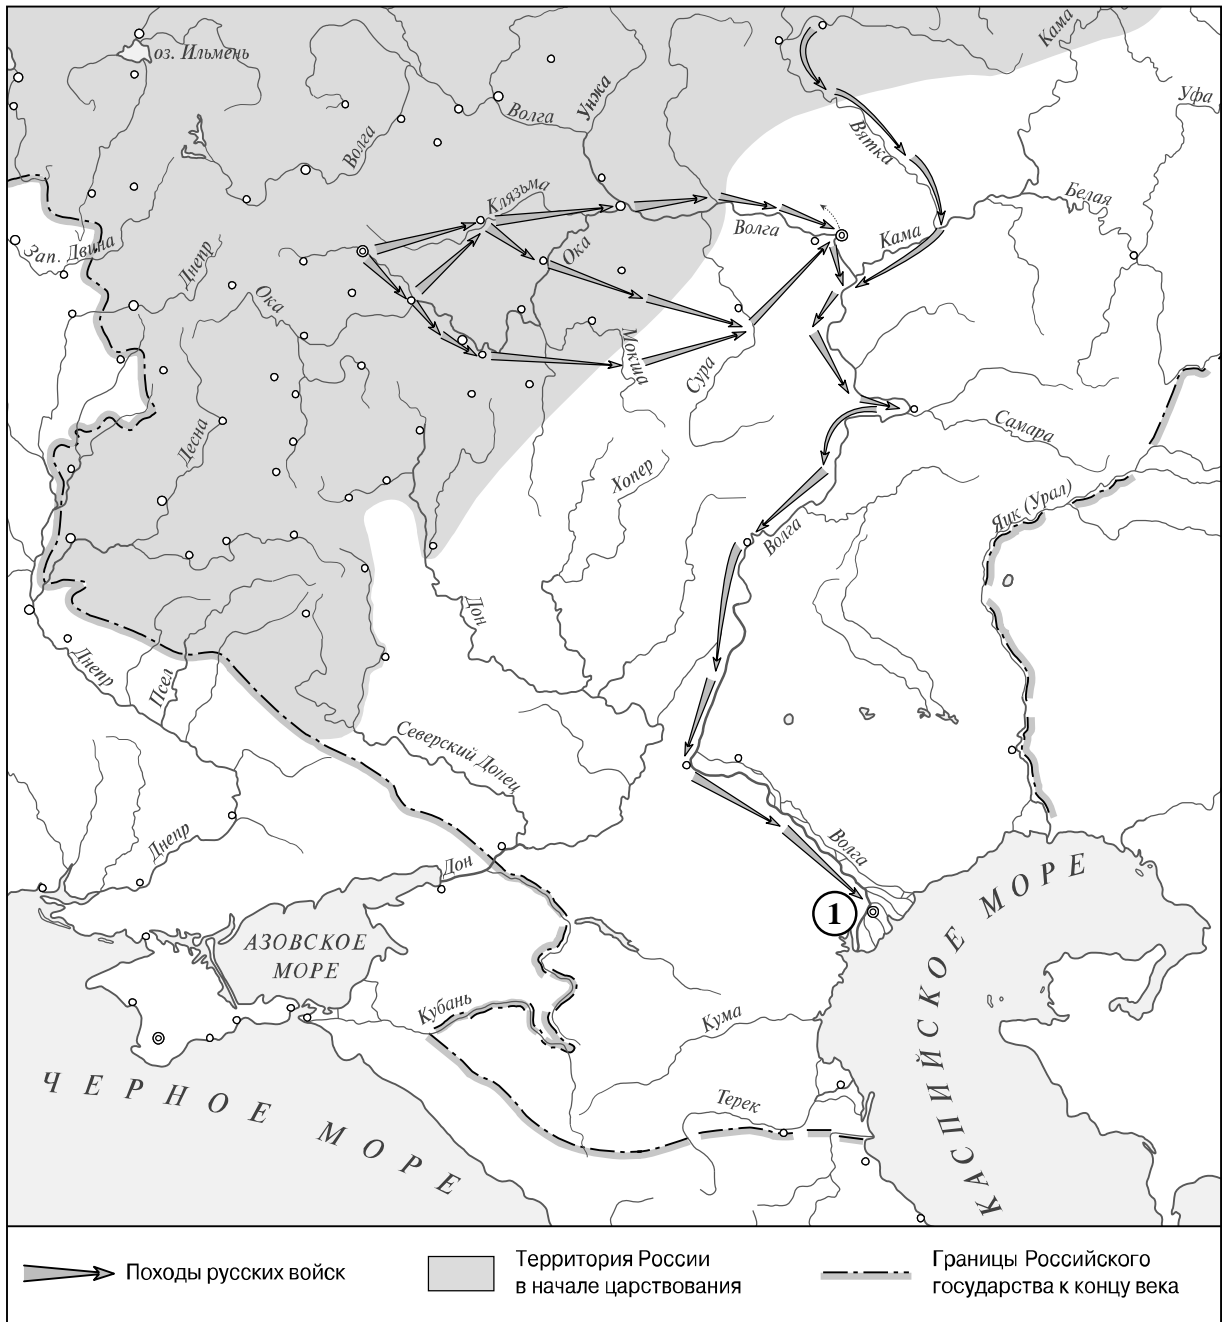 Кама
оз. Ильмень
Уфа
Унжа
Волга
Волга
Вятка
Клязьма
Белая
Волга
Кама
Зап. Двина
Днепр
Ока
Ока
Мокша
Сура
Самара
Десна
Хопер
Яик (Урал)
Волга
Дон
Днепр
Псел
Северский Донец
Днепр
Волга
Дон
1
АЗОВСКОЕ
МОРЕ
КАСПИЙСКОЕ МОРЕ
Кубань
Кума
Терек
ЧЕРНОЕ МОРЕ
Походы русских войск
Территория России
в начале царствования
Границы Российского
государства к концу века